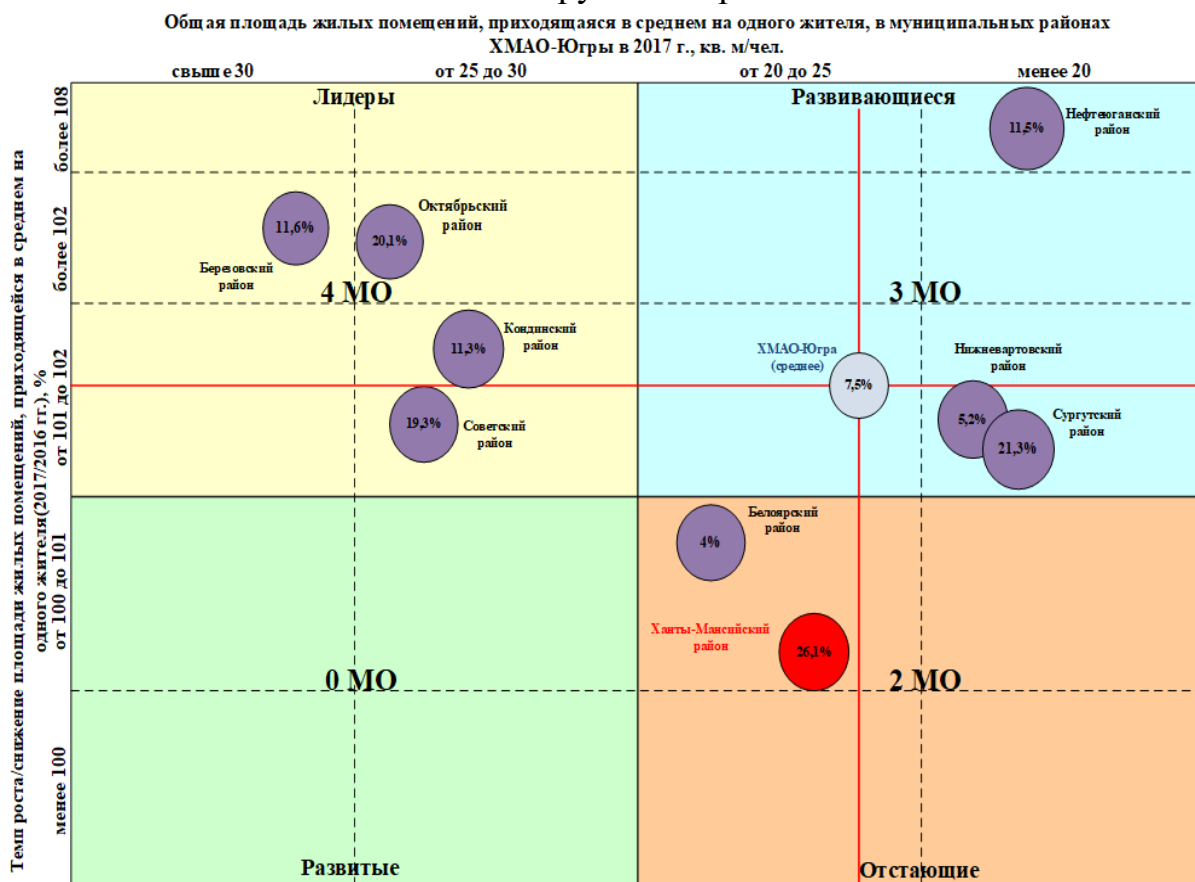 Общая площадь жилых помещений, приходящаяся в среднем на одного жителя, в муниципальных районах
ХМАО-Югры в 2017 г., кв. м/чел.
свыше 30
от 25 до 30
от 20 до 25
менее 20
Темп роста/снижение площади жилых помещений, приходящейся в среднем на
одного жителя(2017/2016 гг.), %
более 108
более 102
от 101 до 102
от 100 до 101
менее 100
Лидеры
Развивающиеся
11,5%
Нефтеюганский
район
11,6%
Березовский
район
20,1%
Октябрьский
район
4 МО
3 МО
11,3%
Кондинский
район
19,3%
Советский
район
ХМАО-Югра
(среднее)
7,5%
Нижневартовский
район
5,2%
Сургутский
район
21,3%
Белоярский
район
4%
Ханты-Мансийский
район
26,1%
0 МО
2 МО
Развитые
Отстающие